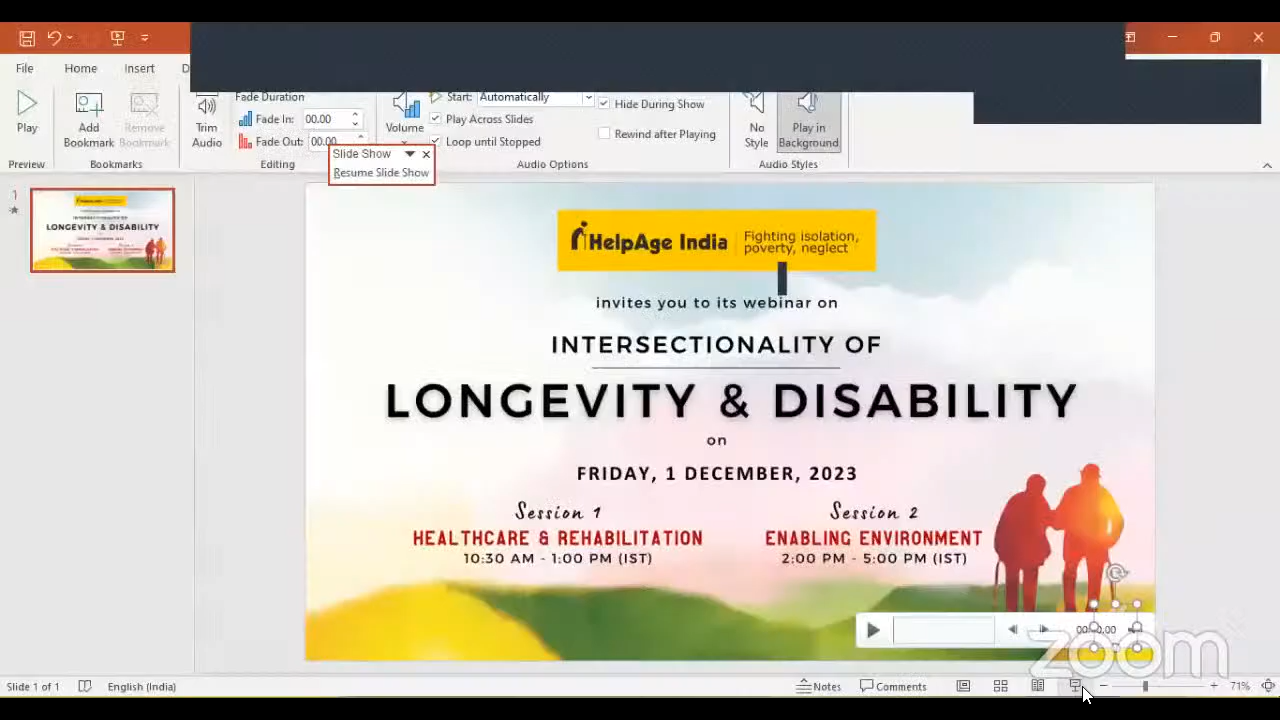 File
Home
Insert
Play
Add
Bookmark
Remove
Bookmark
Trim
Audio
Fade Duration
Fade In: 00.00
Fade Out: 00.00
Volume
Start: Automatically
Play Across Slides
Loop until Stopped
Hide During Show
Rewind after Playing
No
Style
Play in
Background
Preview
Bookmarks
Editing
Audio Options
Audio Styles
Slide Show
Resume Slide Show
1
HelpAge India
Fighting isolation,
poverty, neglect
invites you to its webinar on
INTERSECTIONALITY OF
LONGEVITY & DISABILITY
on
FRIDAY, 1 DECEMBER, 2023
Session 1
HEALTHCARE & REHABILITATION
10:30 AM - 1:00 PM (IST)
Session 2
ENABLING ENVIRONMENT
2:00 PM - 5:00 PM (IST)
zoom
Slide 1 of 1
English (India)
Notes
Comments
71%